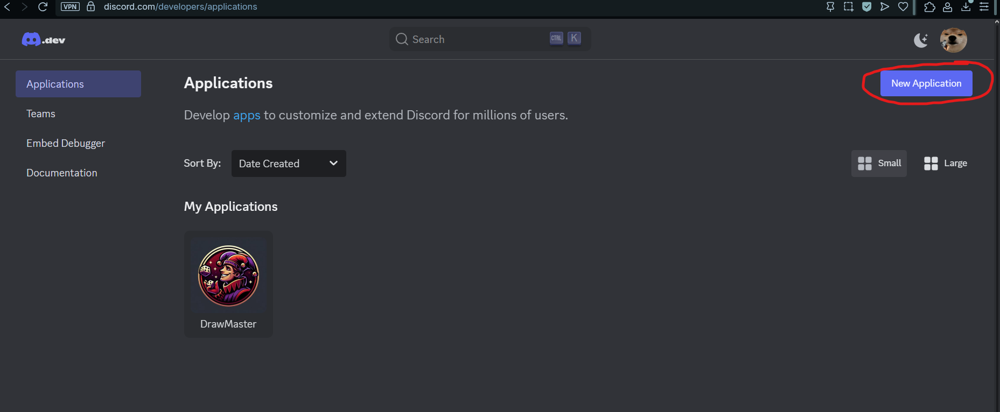 VPN discord.com/developers/applications
.dev
Search CTRL K
Applications
Teams
Embed Debugger
Documentation
Applications
New Application
Develop apps to customize and extend Discord for millions of users.
Sort By: Date Created
Small Large
My Applications
DrawMaster